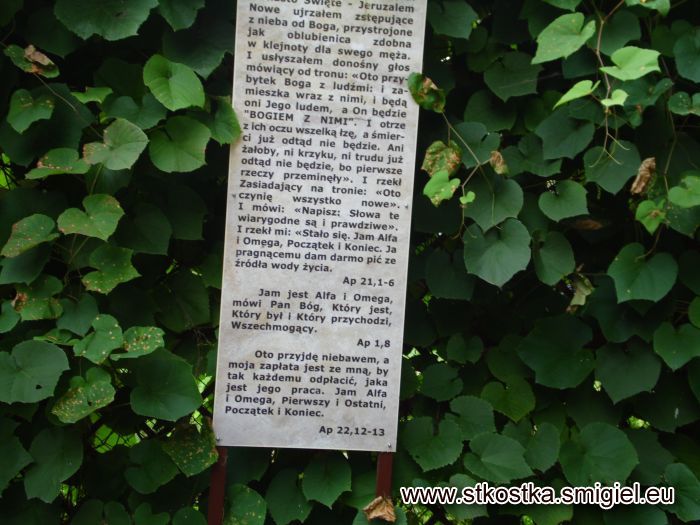 Święte - Jeruzalem
Nowe ujrzałem zstępujące
z nieba od Boga, przystrojone
jak oblubienica zdobna
w klejnoty dla swego męża.
I usłyszałem donośny głos
mówiący od tronu: «Oto przy-
bytek Boga z ludźmi: i za-
mieszka wraz z nimi, i będą
oni Jego ludem, a On będzie
"BOGIEM Z NIMI". I otrze
z ich oczu wszelką łzę, a śmier-
ci już odtąd nie będzie. Ani
żałoby, ni krzyku, ni trudu już
odtąd nie będzie, bo pierwsze
rzeczy przeminęły». I rzekł
Zasiadający na tronie: «Oto
czynię wszystko nowe».
I mówi: «Napisz: Słowa te
wiarygodne są i prawdziwe».
I rzekł mi: «Stało się. Jam Alfa
i Omega, Początek i Koniec. Ja
pragnącemu dam darmo pić ze
źródła wody życia.
Ap 21,1-6
Jam jest Alfa i Omega,
mówi Pan Bóg, Który jest,
Który był i Który przychodzi,
Wszechmogący.
Ap 1,8
Oto przyjdę niebawem, a
moja zapłata jest ze mną, by
tak każdemu odpłacić, jaka
jest jego praca. Jam Alfa
i Omega, Pierwszy i Ostatni,
Początek i Koniec.
Ap 22,12-13
www.stkostka.smigiel.eu